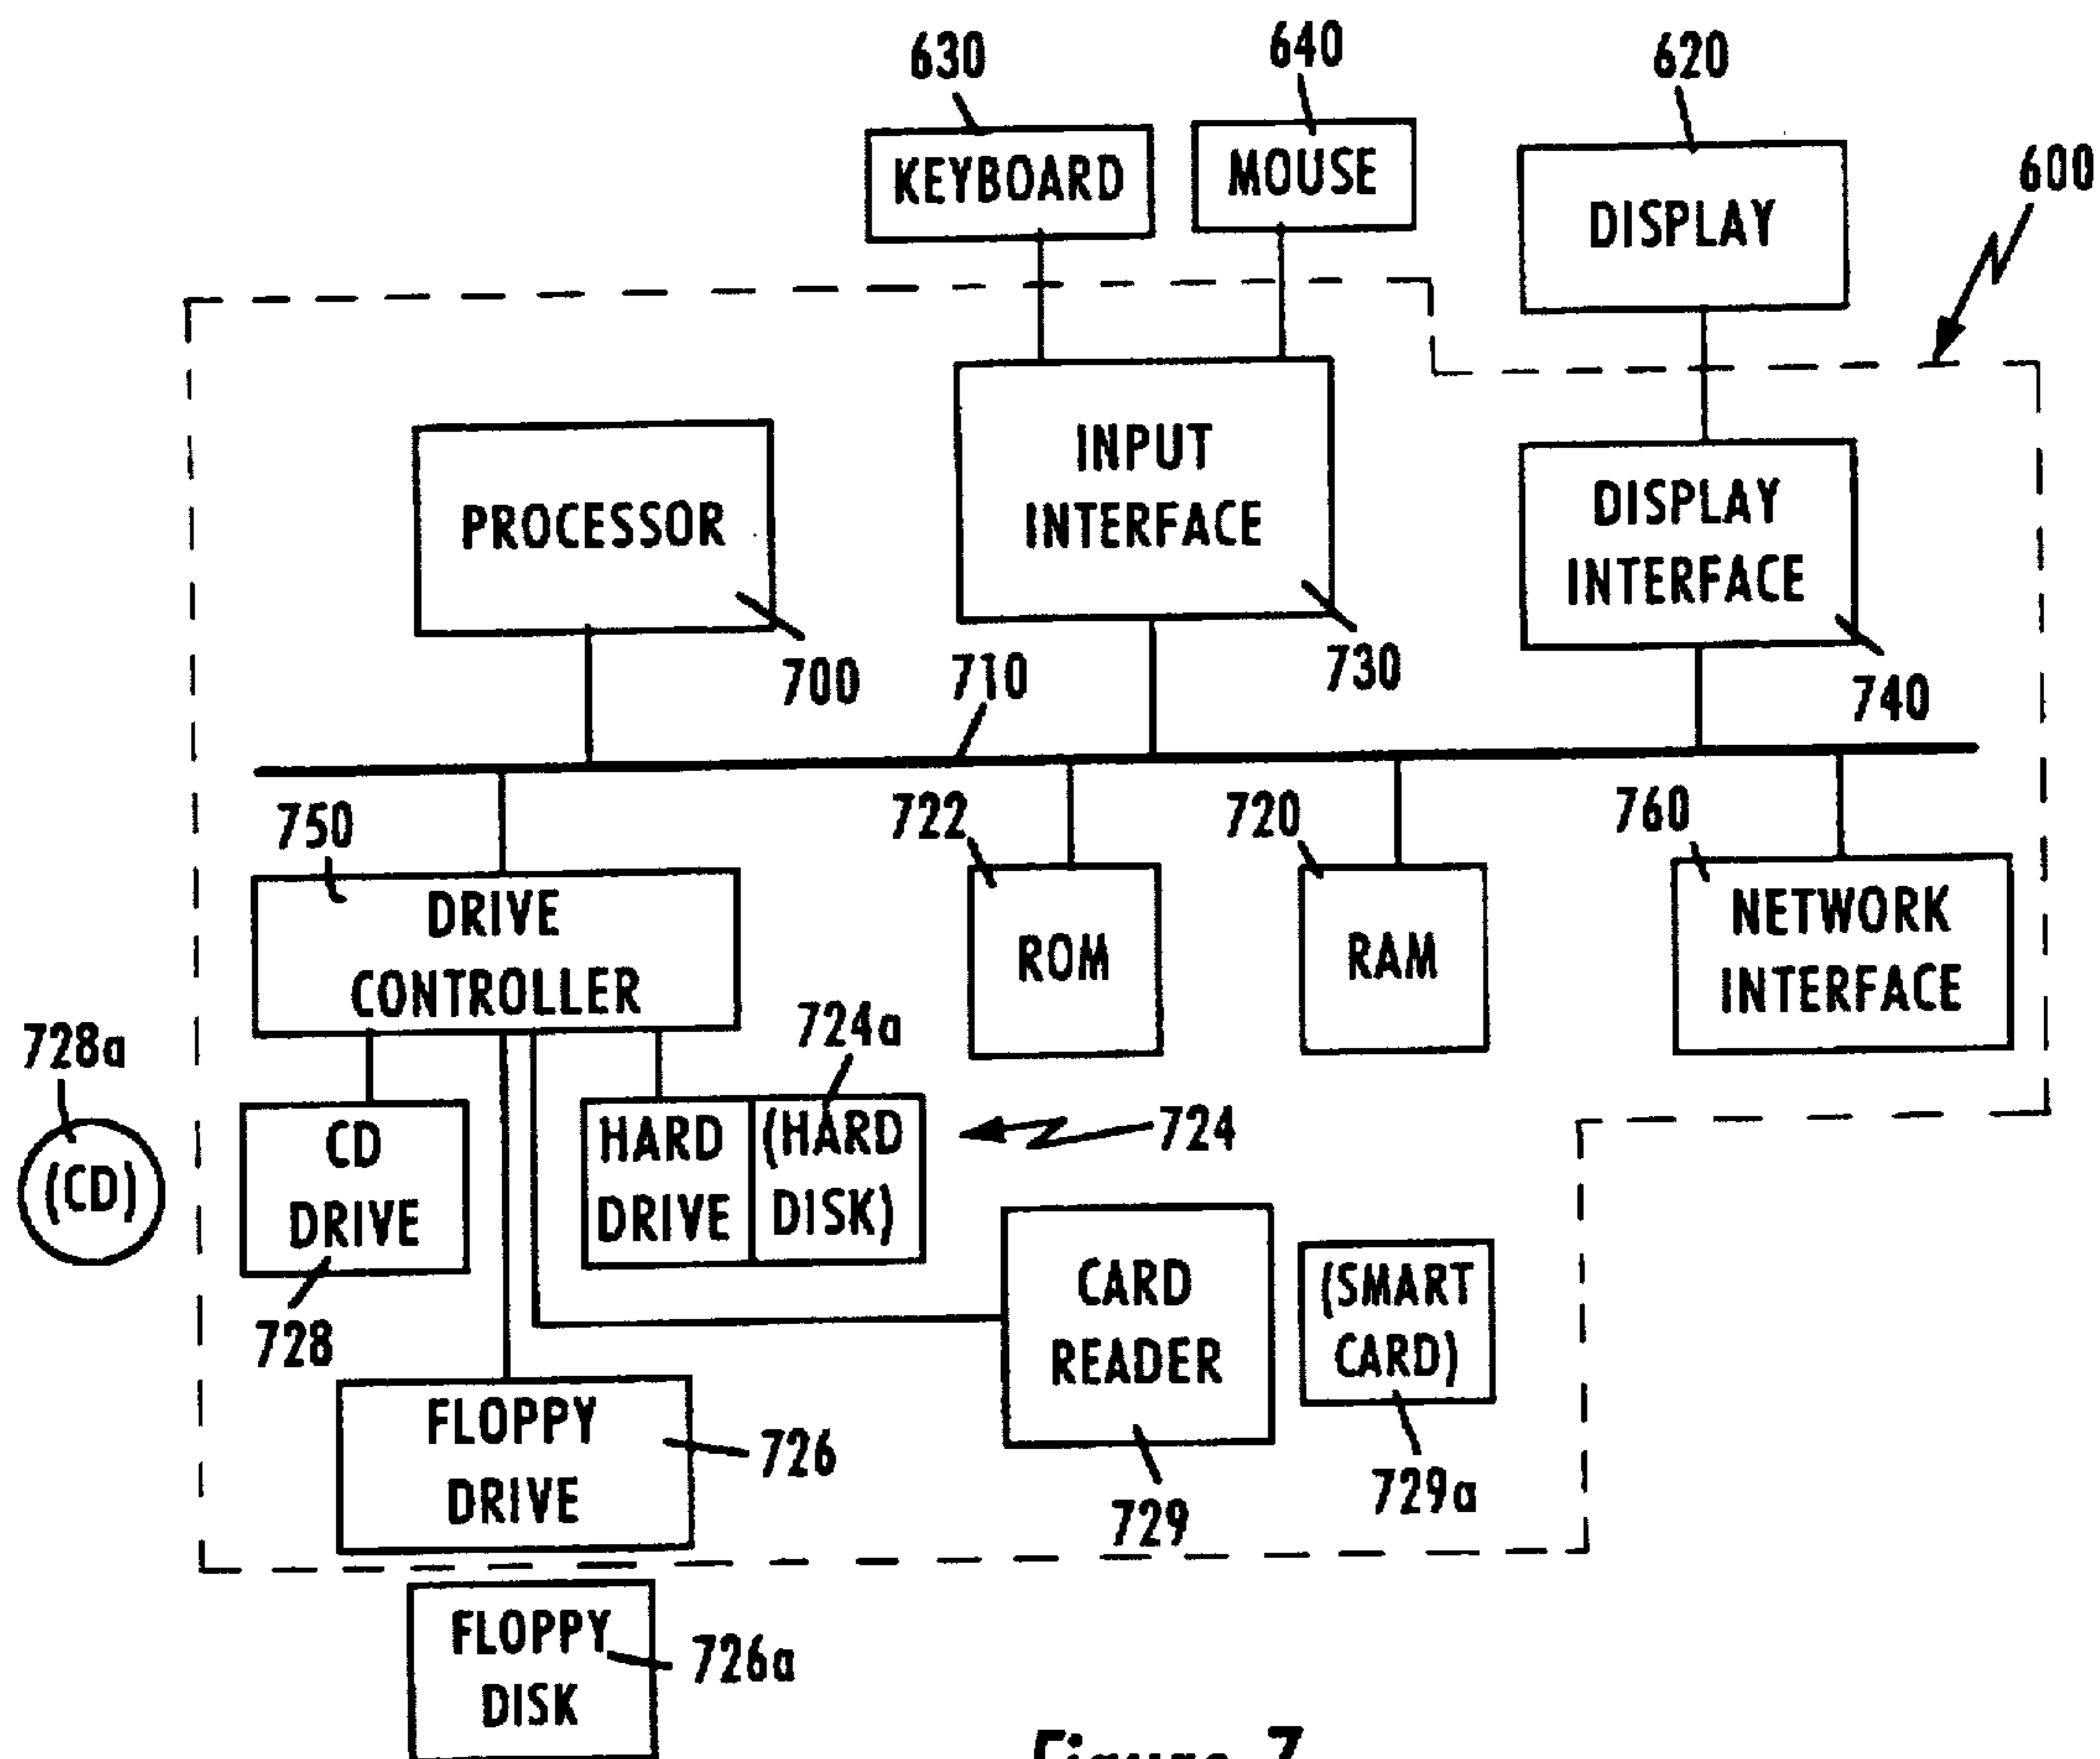 630
640
620
600
KEYBOARD
MOUSE
DISPLAY
INPUT
INTERFACE
PROCESSOR
DISPLAY
INTERFACE
700
710
730
740
750
722
720
760
DRIVE
CONTROLLER
ROM
RAM
NETWORK
INTERFACE
728a
724a
(CD)
CD
DRIVE
HARD
DRIVE
(HARD
DISK)
724
728
CARD
READER
(SMART
CARD)
FLOPPY
DRIVE
726
729
729a
FLOPPY
DISK
726a
Figure 7